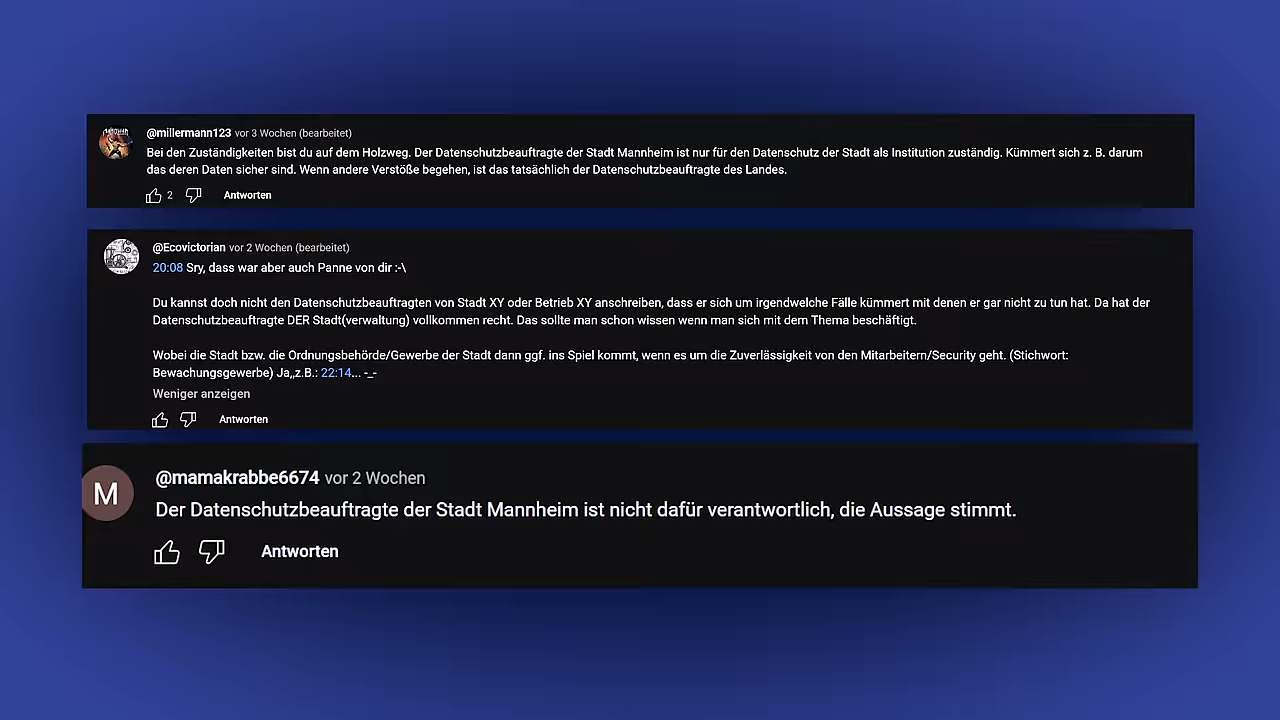 @millermann123 vor 3 Wochen (bearbeitet)
Bei den Zuständigkeiten bist du auf dem Holzweg. Der Datenschutzbeauftragte der Stadt Mannheim ist nur für den Datenschutz der Stadt als Institution zuständig. Kümmert sich z. B. darum
das deren Daten sicher sind. Wenn andere Verstöße begehen, ist das tatsächlich der Datenschutzbeauftragte des Landes.
2 Antworten
@Ecovictorian vor 2 Wochen (bearbeitet)
20:08 Sry, dass war aber auch Panne von dir :-\
Du kannst doch nicht den Datenschutzbeauftragten von Stadt XY oder Betrieb XY anschreiben, dass er sich um irgendwelche Fälle kümmert mit denen er gar nicht zu tun hat. Da hat der
Datenschutzbeauftragte DER Stadt(verwaltung) vollkommen recht. Das sollte man schon wissen wenn man sich mit dem Thema beschäftigt.
Wobei die Stadt bzw. die Ordnungsbehörde/Gewerbe der Stadt dann ggf. ins Spiel kommt, wenn es um die Zuverlässigkeit von den Mitarbeitern/Security geht. (Stichwort:
Bewachungsgewerbe) Ja,,z.B.: 22:14... -_-
Weniger anzeigen
Antworten
M
@mamakrabbe6674 vor 2 Wochen
Der Datenschutzbeauftragte der Stadt Mannheim ist nicht dafür verantwortlich, die Aussage stimmt.
Antworten